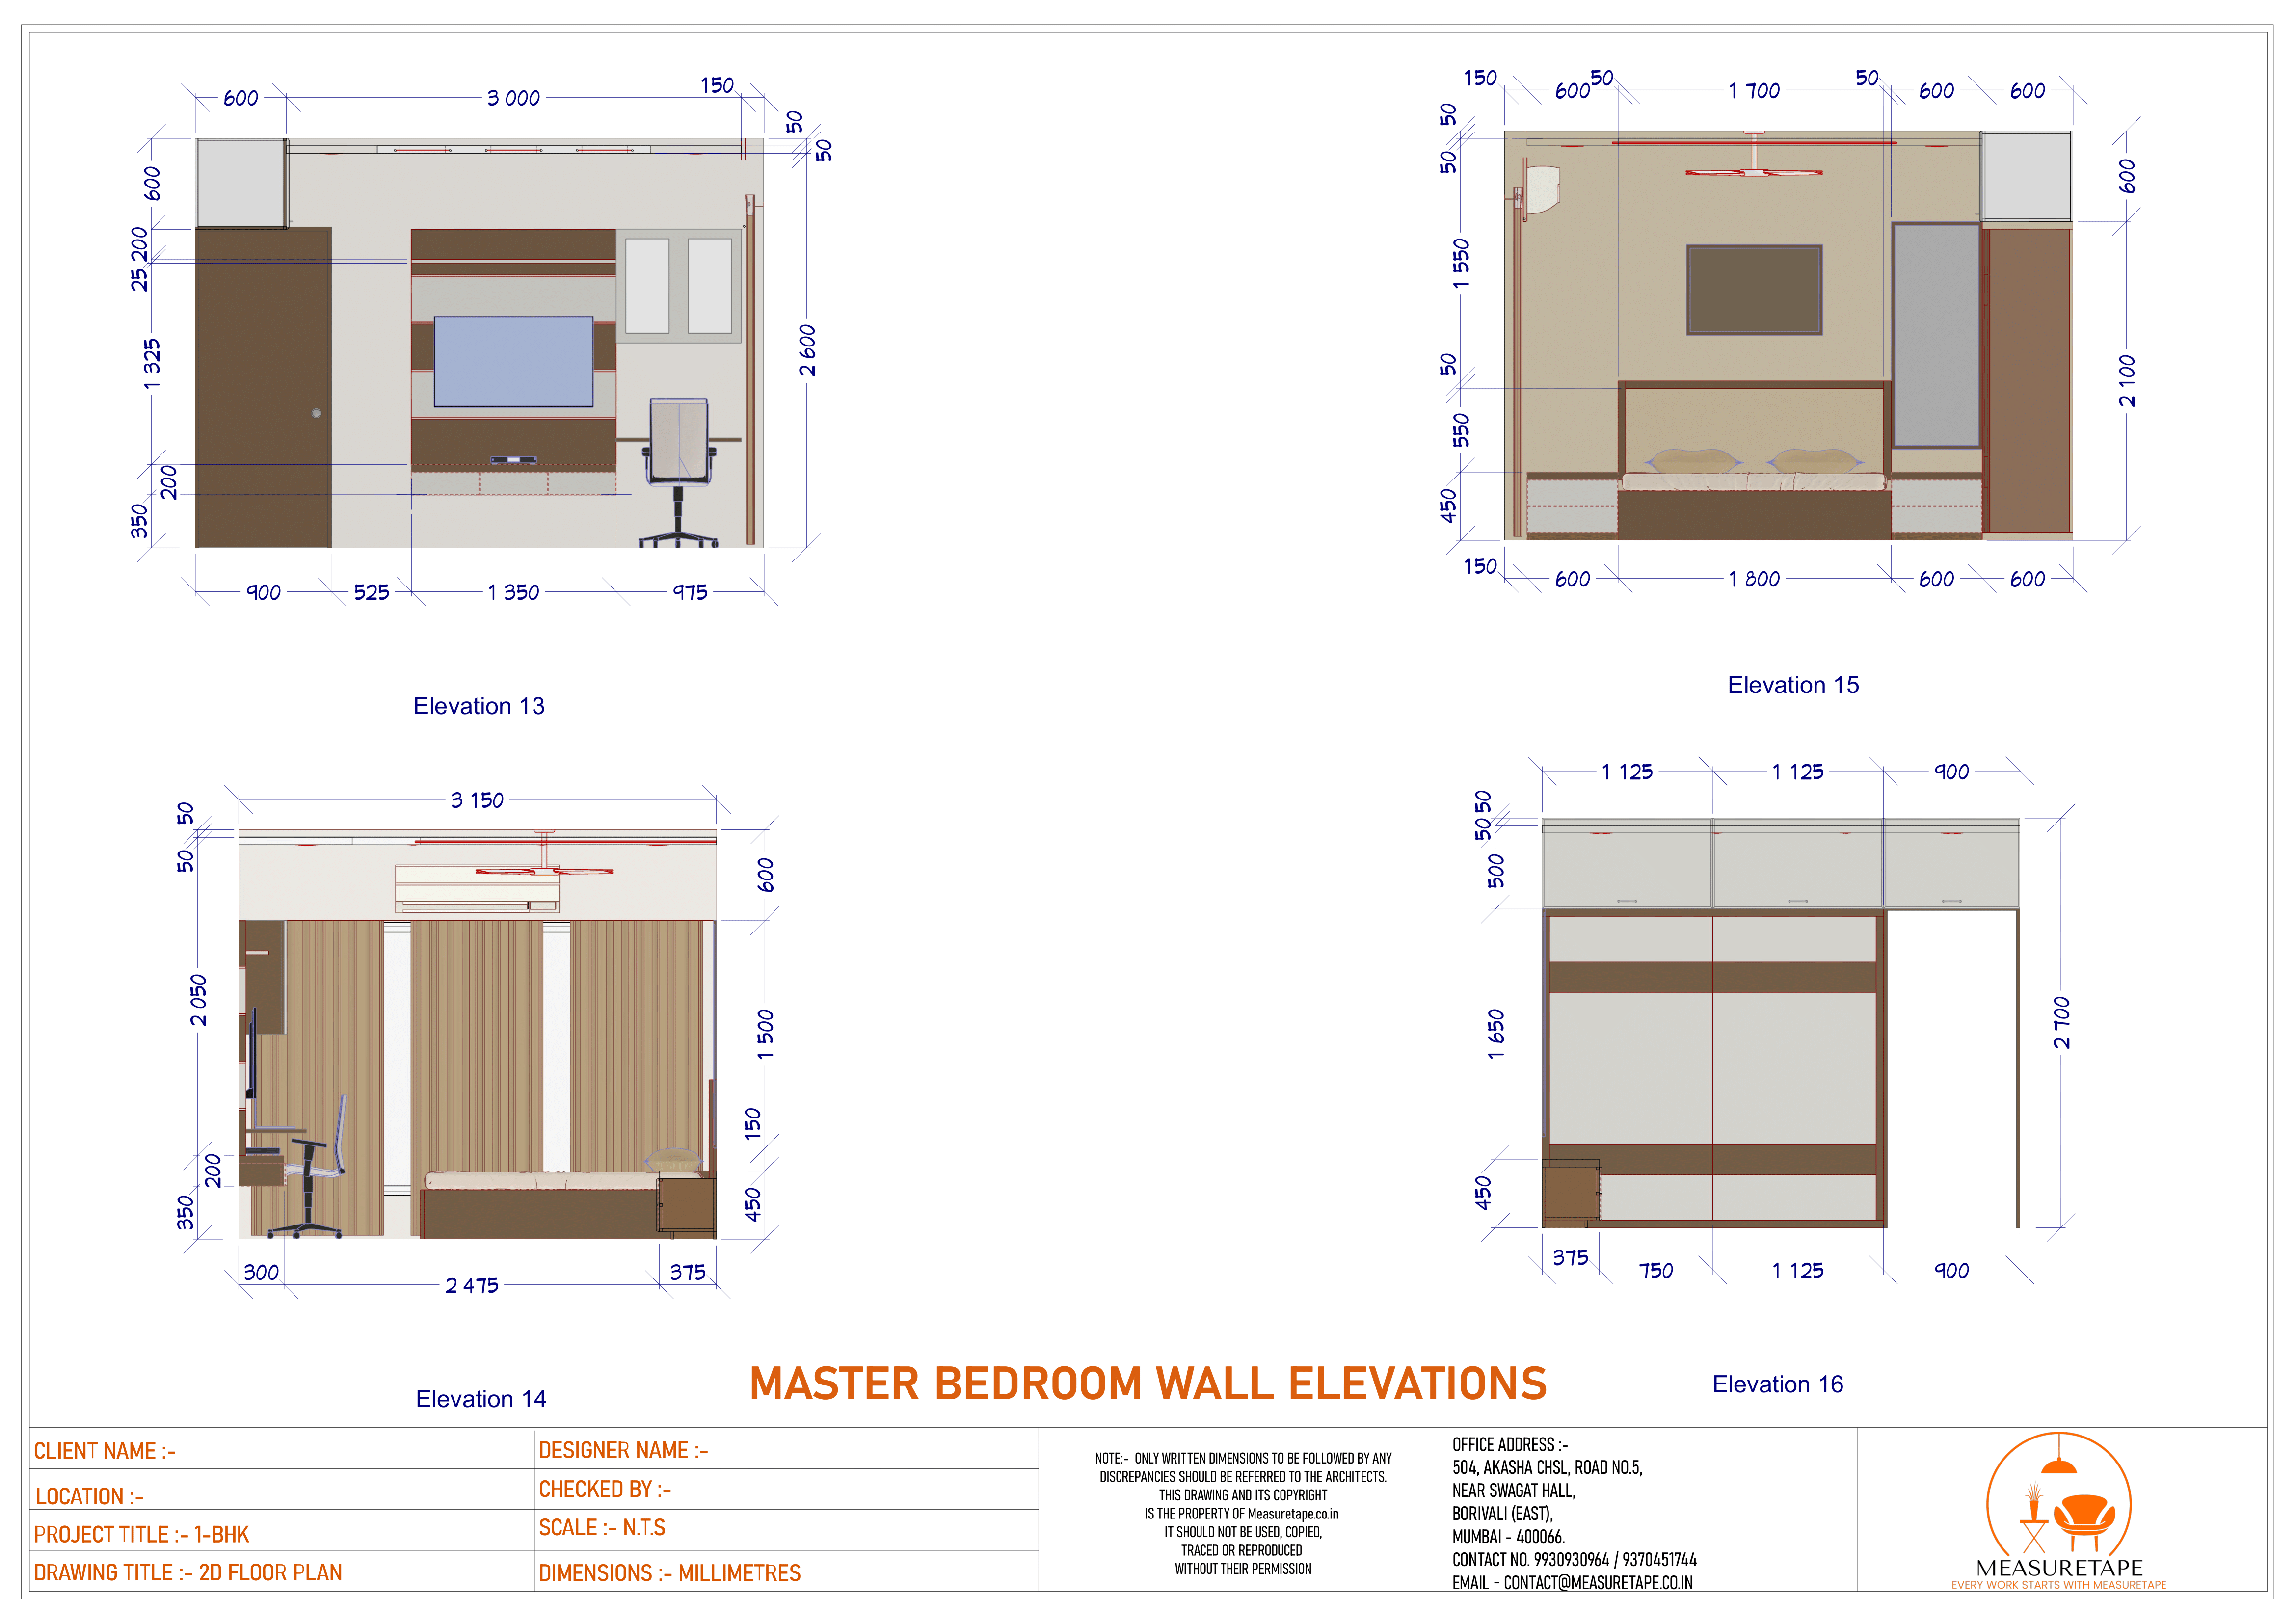 600
3 000
150
50
50
600
200
25
1 325
200
350
2 600
900
525
1 350
975
Elevation 13
150
600
50
1 700
50
600
600
50
50
1 550
50
550
450
600
2 100
150
600
1 800
600
600
Elevation 15
3 150
50
50
2 050
200
350
600
1 500
150
450
300
2 475
375
Elevation 14
1 125
1 125
900
50
50
500
1 650
450
2 700
375
750
1 125
900
Elevation 16
MASTER BEDROOM WALL ELEVATIONS
CLIENT NAME :-
LOCATION :-
PROJECT TITLE :- 1-BHK
DRAWING TITLE :- 2D FLOOR PLAN
DESIGNER NAME :-
CHECKED BY :-
SCALE :- N.T.S
DIMENSIONS :- MILLIMETRES
NOTE:- ONLY WRITTEN DIMENSIONS TO BE FOLLOWED BY ANY
DISCREPANCIES SHOULD BE REFERRED TO THE ARCHITECTS.
THIS DRAWING AND ITS COPYRIGHT
IS THE PROPERTY OF Measuretape.co.in
IT SHOULD NOT BE USED, COPIED,
TRACED OR REPRODUCED
WITHOUT THEIR PERMISSION
OFFICE ADDRESS :-
504, AKASHA CHSL, ROAD NO.5,
NEAR SWAGAT HALL,
BORIVALI (EAST),
MUMBAI - 400066.
CONTACT NO. 9930930964 / 9370451744
EMAIL - CONTACT@MEASURETAPE.CO.IN
MEASURETAPE
EVERY WORK STARTS WITH MEASURETAPE